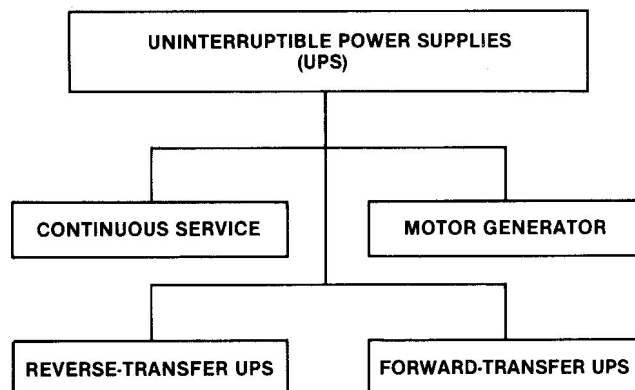 UNINTERRUPTIBLE POWER SUPPLIES
(UPS)
CONTINUOUS SERVICE
MOTOR GENERATOR
REVERSE-TRANSFER UPS
FORWARD-TRANSFER UPS